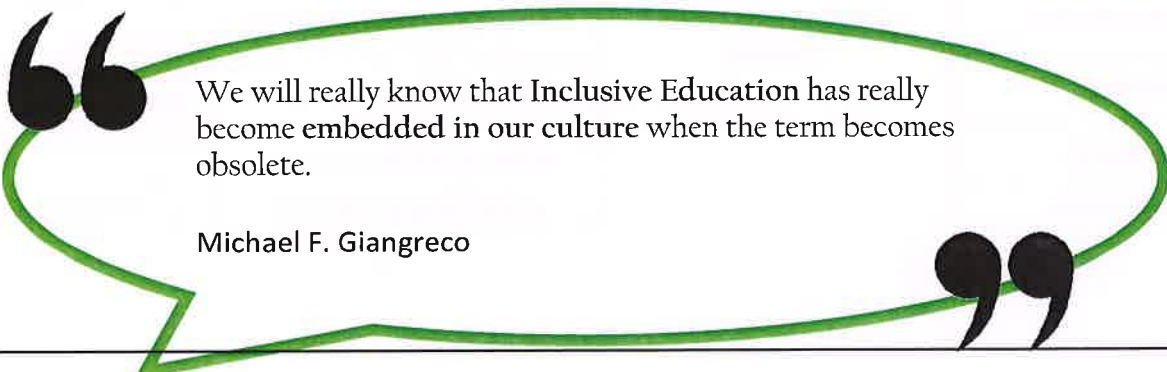 We will really know that Inclusive Education has really
become embedded in our culture when the term becomes
obsolete.
Michael F. Giangreco